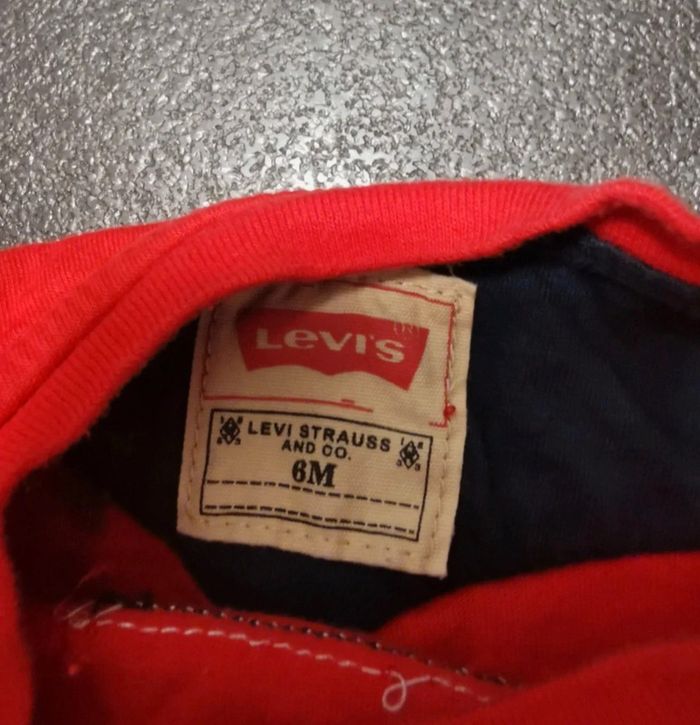 (R)
LEVI'S
LEVI STRAUSS
AND CO.
6M